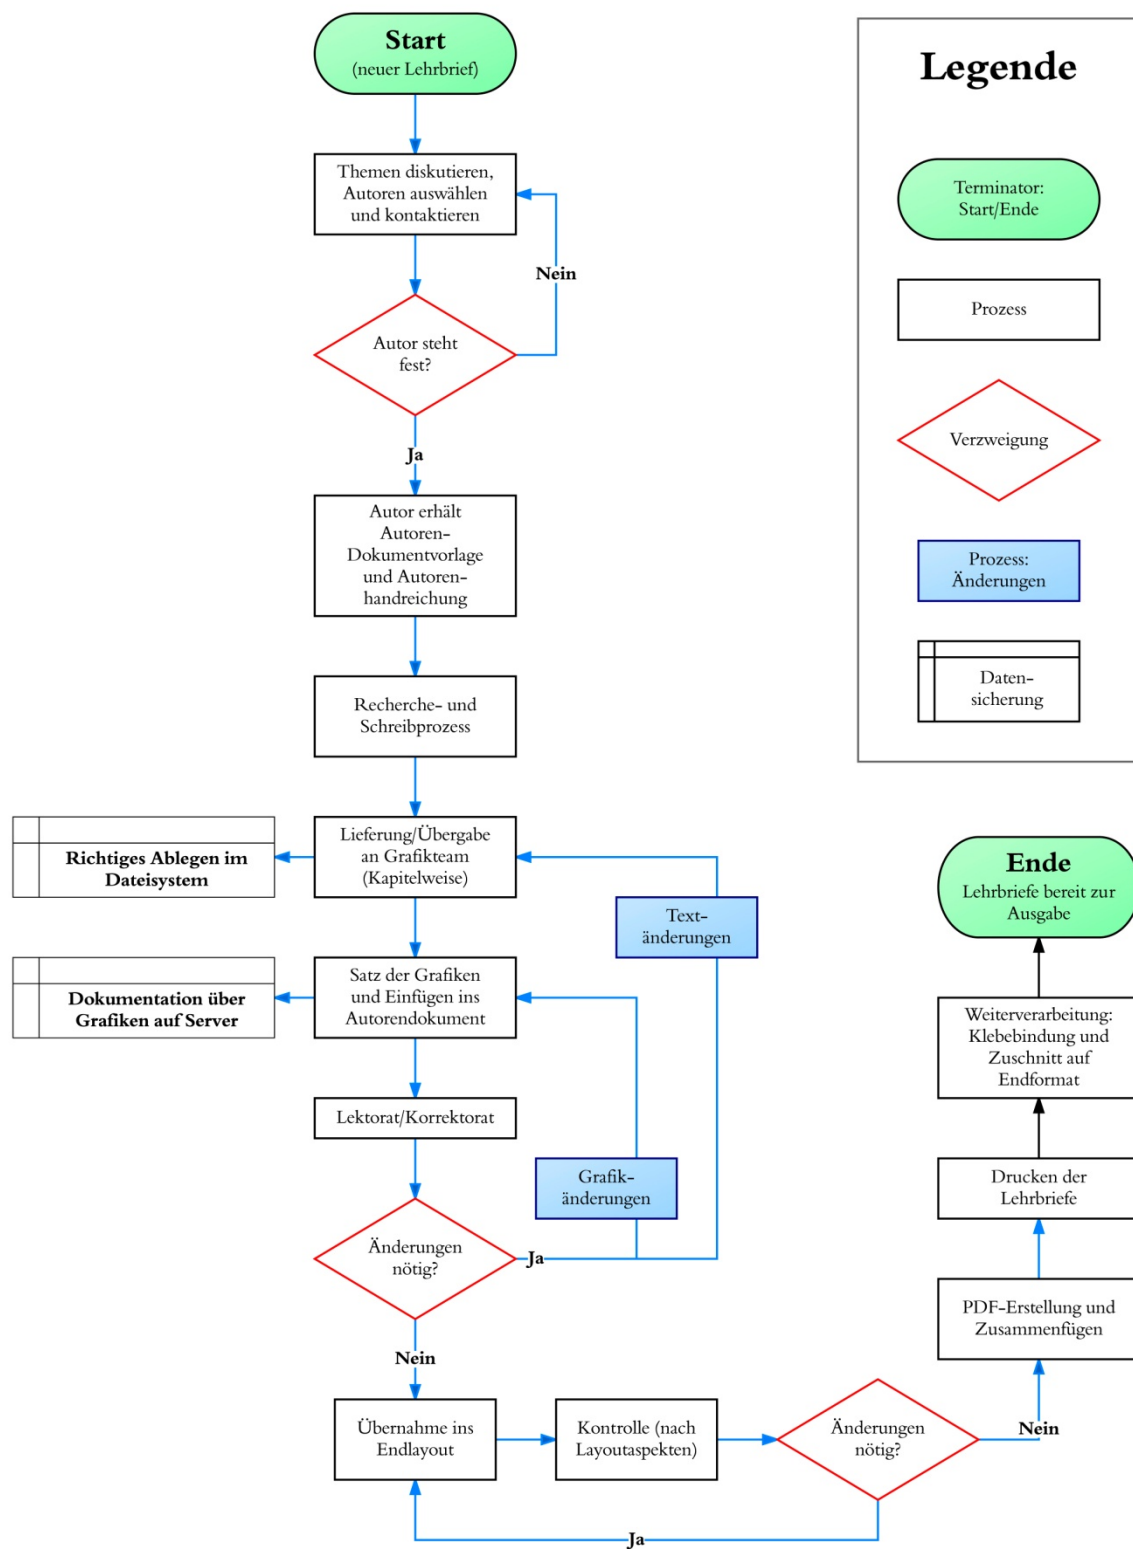 Start
(neuer Lehrbrief)
Themen diskutieren,
Autoren auswählen
und kontaktieren
Nein
Autor steht
fest?
Ja
Autor erhält
Autoren-
Dokumentvorlage
und Autoren-
handreichung
Recherche- und
Schreibprozess
Lieferung/Übergabe
an Grafikteam
(Kapitelweise)
Richtiges Ablegen im
Dateisystem
Text-
änderungen
Satz der Grafiken
und Einfügen ins
Autorendokument
Dokumentation über
Grafiken auf Server
Lektorat/Korrektorat
Grafik-
änderungen
Änderungen
nötig?
Ja
Nein
Übernahme ins
Endlayout
Kontrolle (nach
Layoutaspekten)
Änderungen
nötig?
Ja
Nein
PDF-Erstellung und
Zusammenfügen
Drucken der
Lehrbriefe
Weiterverarbeitung:
Klebebindung und
Zuschnitt auf
Endformat
Ende
Lehrbriefe bereit zur
Ausgabe
Legende
Terminator:
Start/Ende
Prozess
Verzweigung
Prozess:
Änderungen
Daten-
sicherung